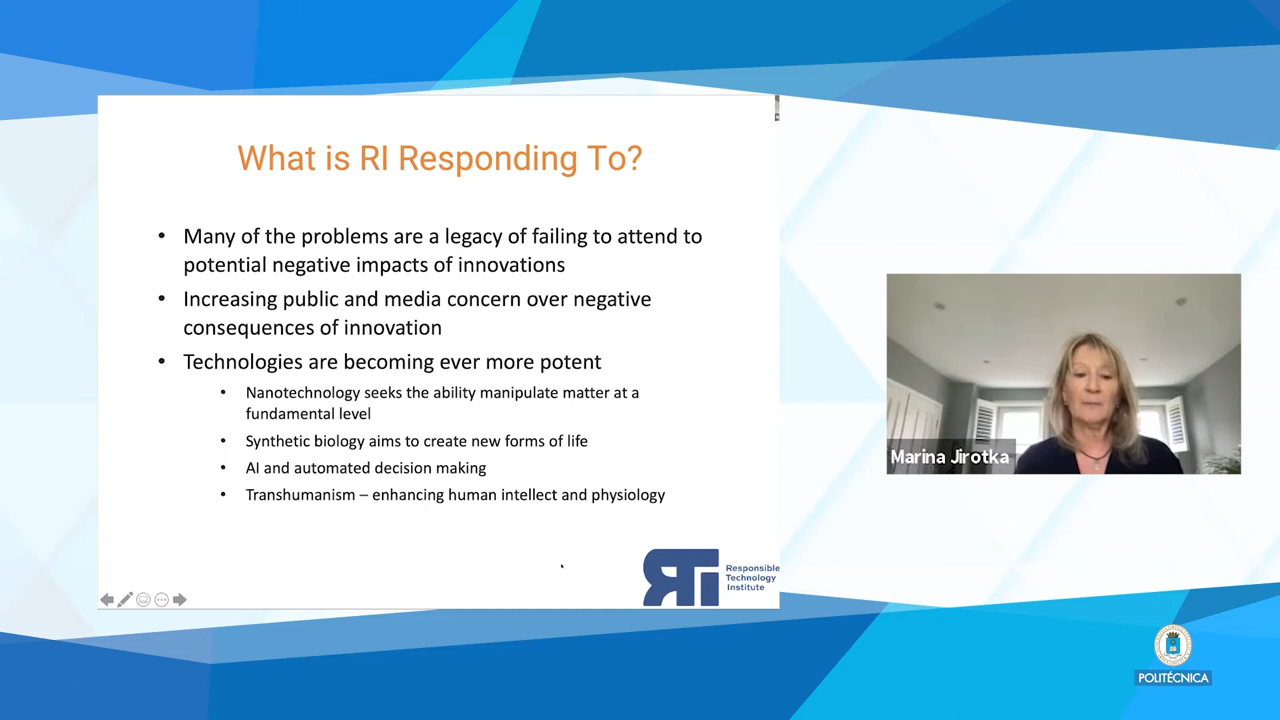 What is RI Responding To?
• Many of the problems are a legacy of failing to attend to
potential negative impacts of innovations
• Increasing public and media concern over negative
consequences of innovation
• Technologies are becoming ever more potent
• Nanotechnology seeks the ability manipulate matter at a
fundamental level
• Synthetic biology aims to create new forms of life
• AI and automated decision making
• Transhumanism – enhancing human intellect and physiology
RTI
Responsible
Technology
Institute
Marina Jirotka
POLITÉCNICA